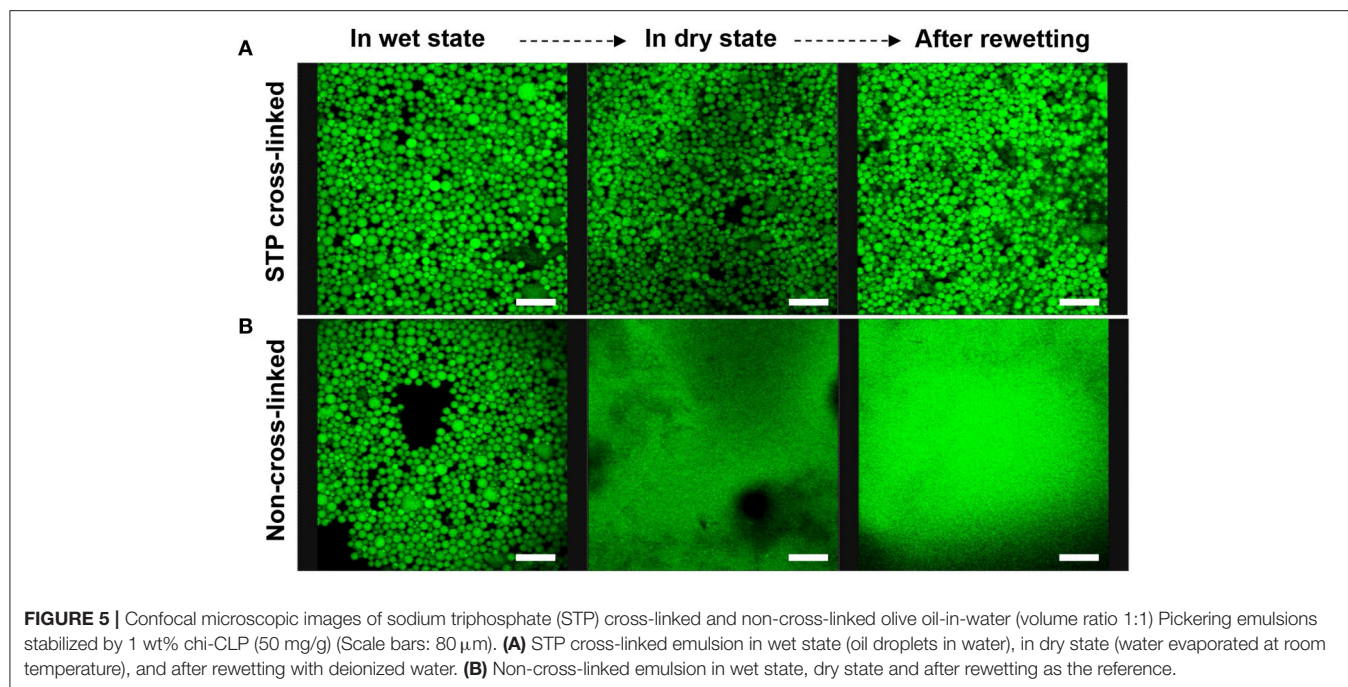 A
In wet state -----------> In dry state -----------> After rewetting
STP cross-linked
B
Non-cross-linked
FIGURE 5 | Confocal microscopic images of sodium triphosphate (STP) cross-linked and non-cross-linked olive oil-in-water (volume ratio 1:1) Pickering emulsions
stabilized by 1 wt% chi-CLP (50 mg/g) (Scale bars: 80 μm). (A) STP cross-linked emulsion in wet state (oil droplets in water), in dry state (water evaporated at room
temperature), and after rewetting with deionized water. (B) Non-cross-linked emulsion in wet state, dry state and after rewetting as the reference.